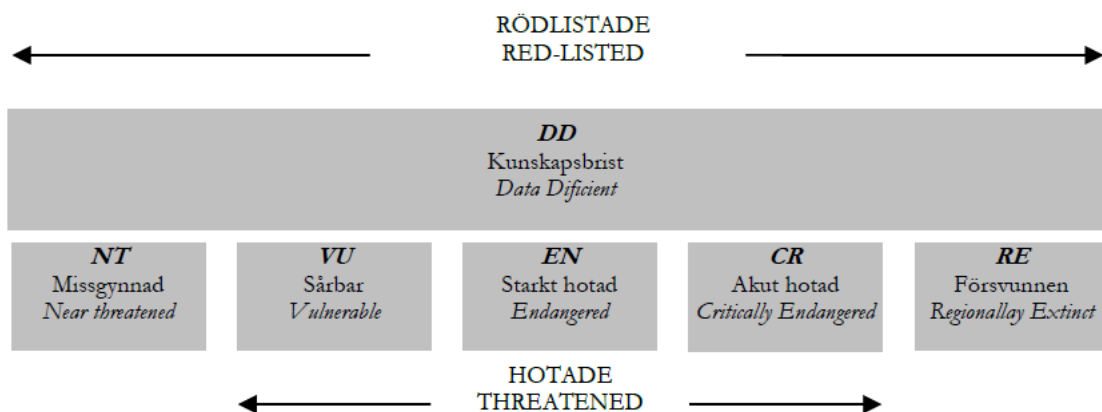 RÖDLISTADE
RED-LISTED
DD
Kunskapsbrist
Data Dificient
NT
Missgynnad
Near threatened
VU
Sårbar
Vulnerable
EN
Starkt hotad
Endangered
CR
Akut hotad
Critically Endangered
RE
Försvunnen
Regionallay Extinct
HOTADE
THREATENED